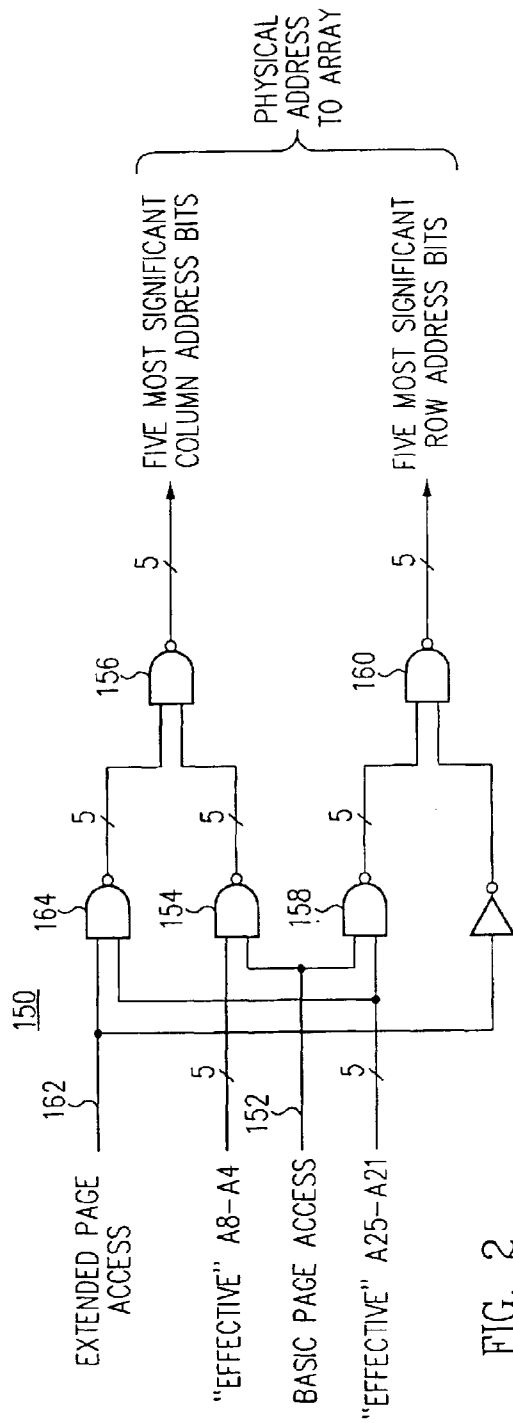 150
EXTENDED PAGE
ACCESS
162
164
5
156
5
FIVE MOST SIGNIFICANT
COLUMN ADDRESS BITS
"EFFECTIVE" A8-A4
5
154
5
BASIC PAGE ACCESS
152
PHYSICAL
ADDRESS
TO ARRAY
"EFFECTIVE" A25-A21
5
158
5
160
5
FIVE MOST SIGNIFICANT
ROW ADDRESS BITS
FIG. 2